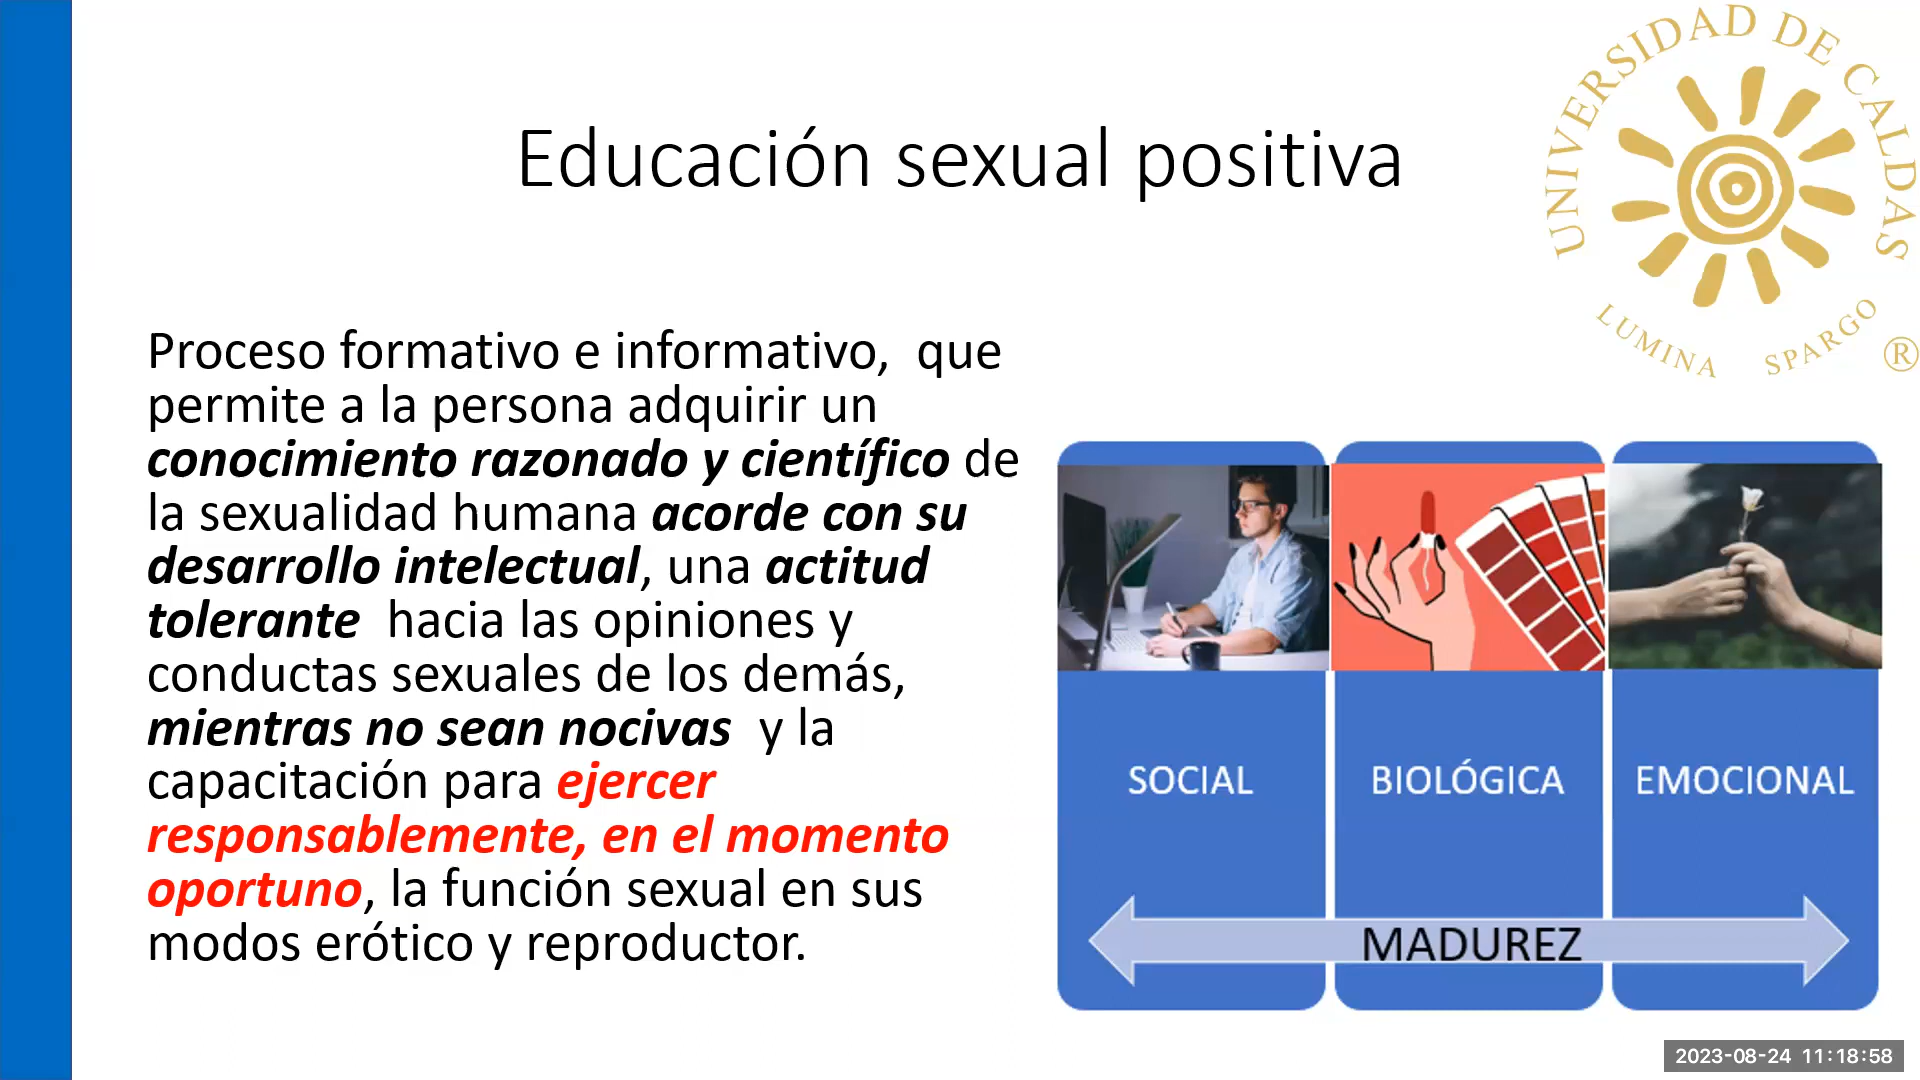 UNIVERSIDAD DE CALDAS
LUMINA SPARGO
®
Educación sexual positiva
Proceso formativo e informativo,  que
permite a la persona adquirir un
conocimiento razonado y científico de
la sexualidad humana acorde con su
desarrollo intelectual, una actitud
tolerante  hacia las opiniones y
conductas sexuales de los demás,
mientras no sean nocivas  y la
capacitación para ejercer
responsablemente, en el momento
oportuno, la función sexual en sus
modos erótico y reproductor.
SOCIAL
BIOLÓGICA
EMOCIONAL
MADUREZ
2023-08-24 11:18:58